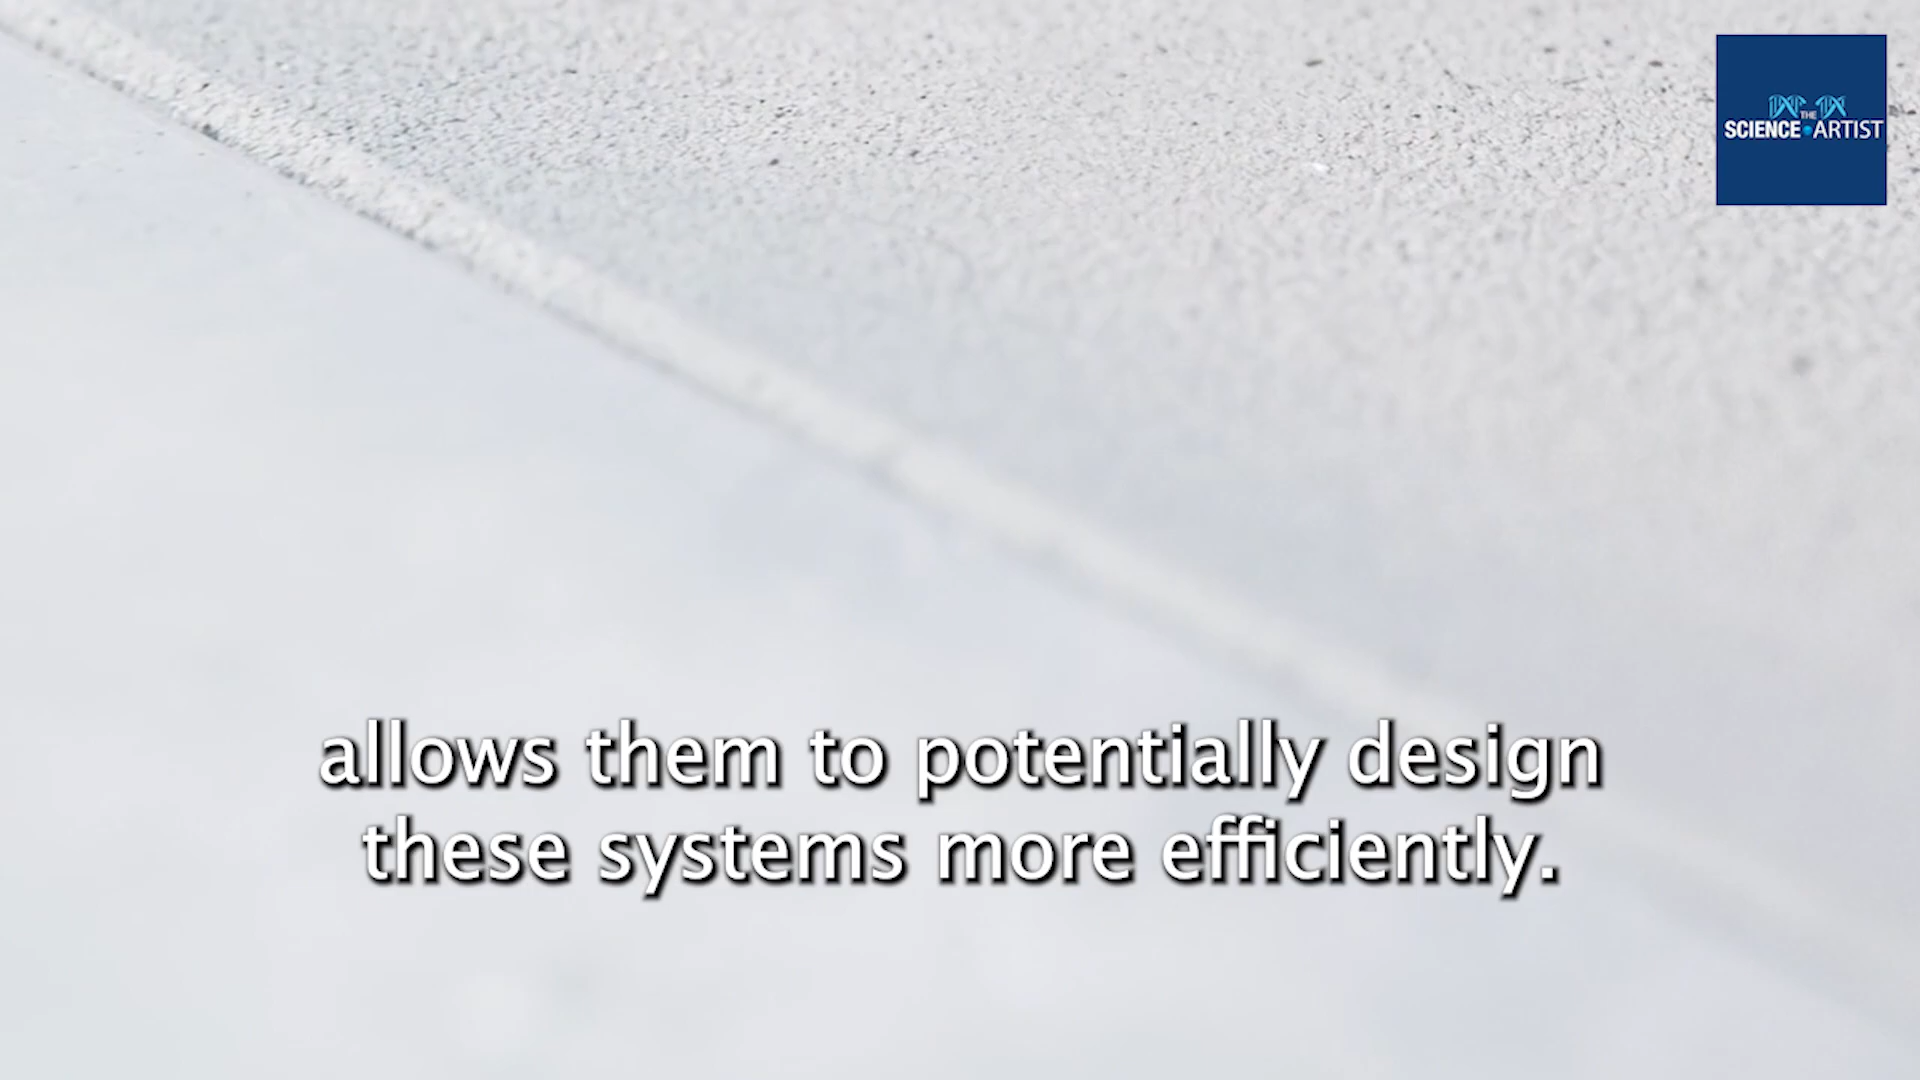 THE
SCIENCE ARTIST
allows them to potentially design
these systems more efficiently.